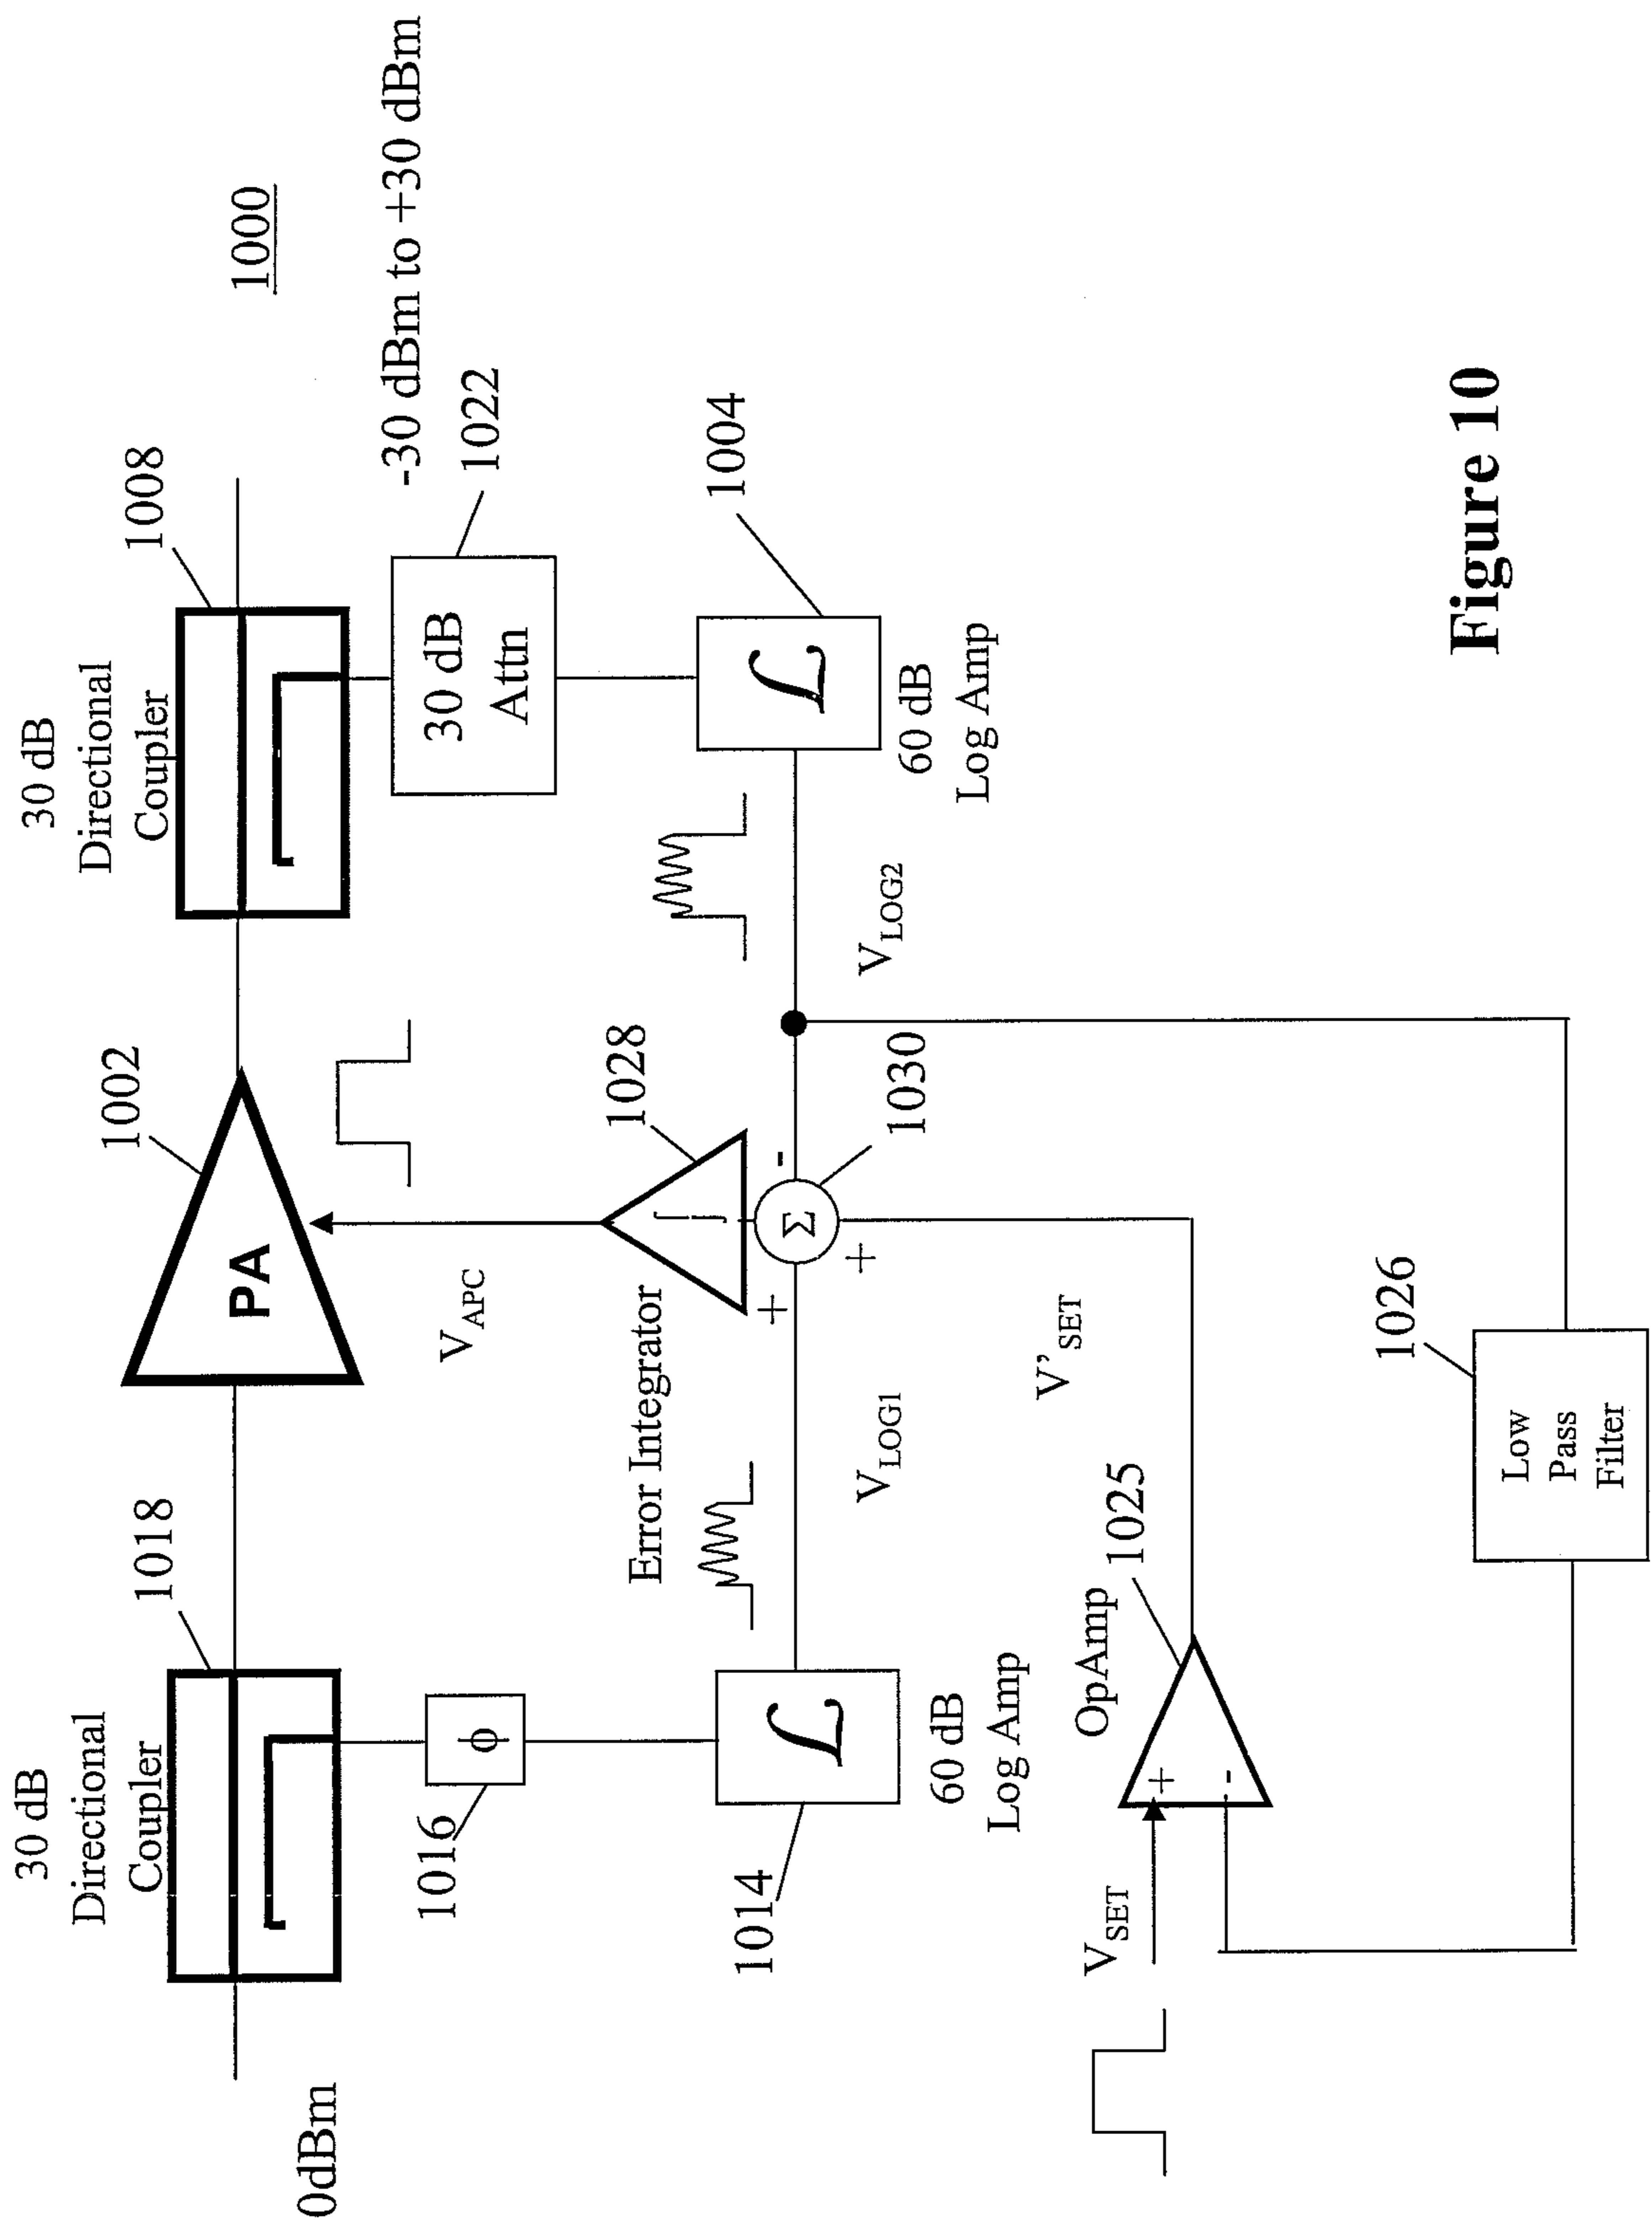 30 dB
Directional
Coupler
1018
0dBm
1016
ϕ
1014
ℒ
60 dB
Log Amp
1002
PA
V_APC
30 dB
Directional
Coupler
1008
1000
-30 dBm to +30 dBm
1022
30 dB
Attn
1004
ℒ
60 dB
Log Amp
Error Integrator
1028
∫
+
-
Σ
+
1030
V_LOG1
V_LOG2
V'_SET
V_SET
OpAmp
1025
+
-
1026
Low
Pass
Filter
Figure 10